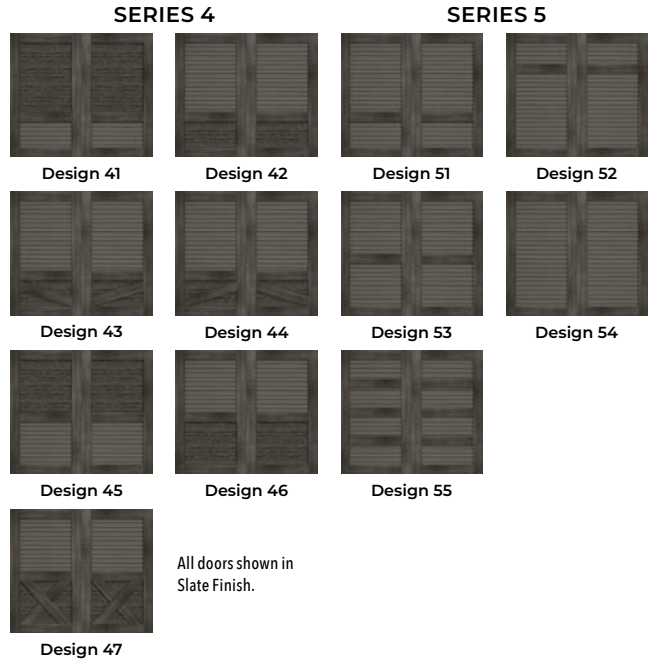 SERIES 4
SERIES 5
Design 41
Design 42
Design 51
Design 52
Design 43
Design 44
Design 53
Design 54
Design 45
Design 46
Design 55
All doors shown in
Slate Finish.
Design 47